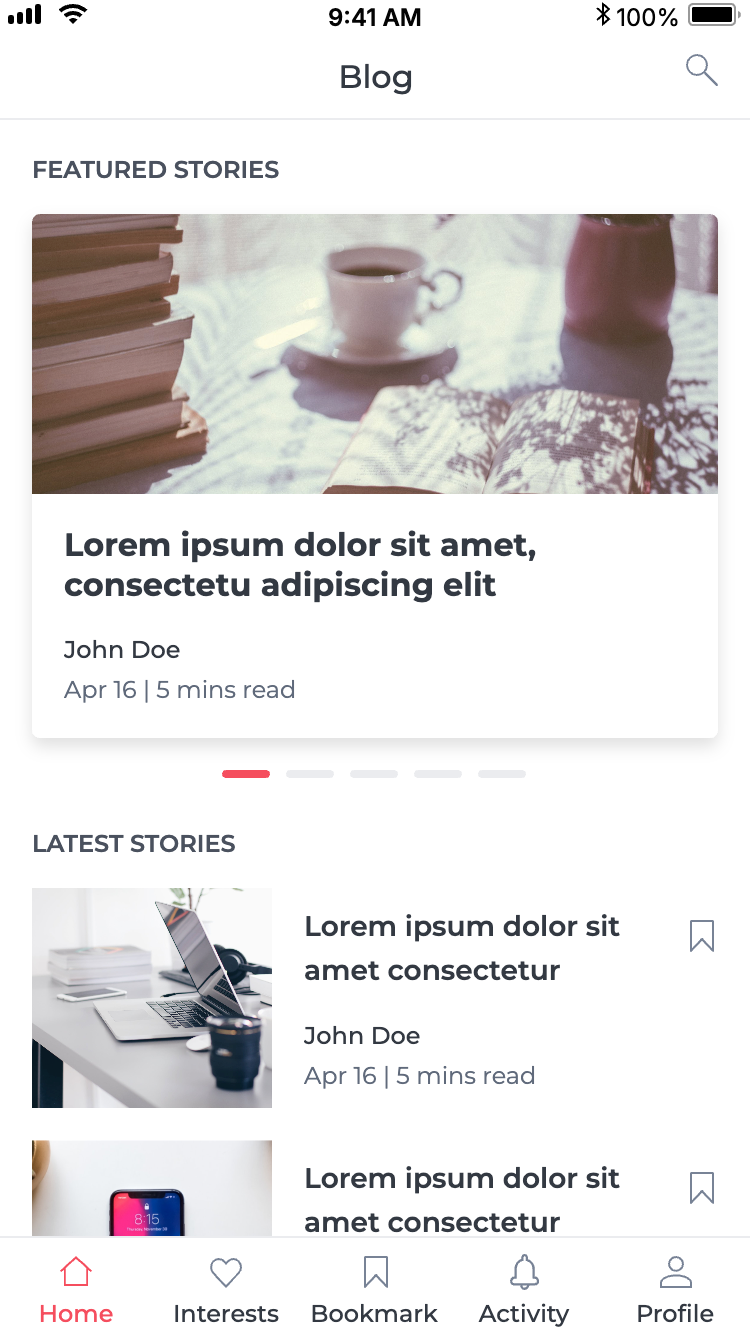 9:41 AM
100%
Blog
FEATURED STORIES
Lorem ipsum dolor sit amet,
consectetu adipiscing elit
John Doe
Apr 16 | 5 mins read
LATEST STORIES
Lorem ipsum dolor sit
amet consectetur
John Doe
Apr 16 | 5 mins read
8:15
Lorem ipsum dolor sit
amet consectetur
Home
Interests
Bookmark
Activity
Profile